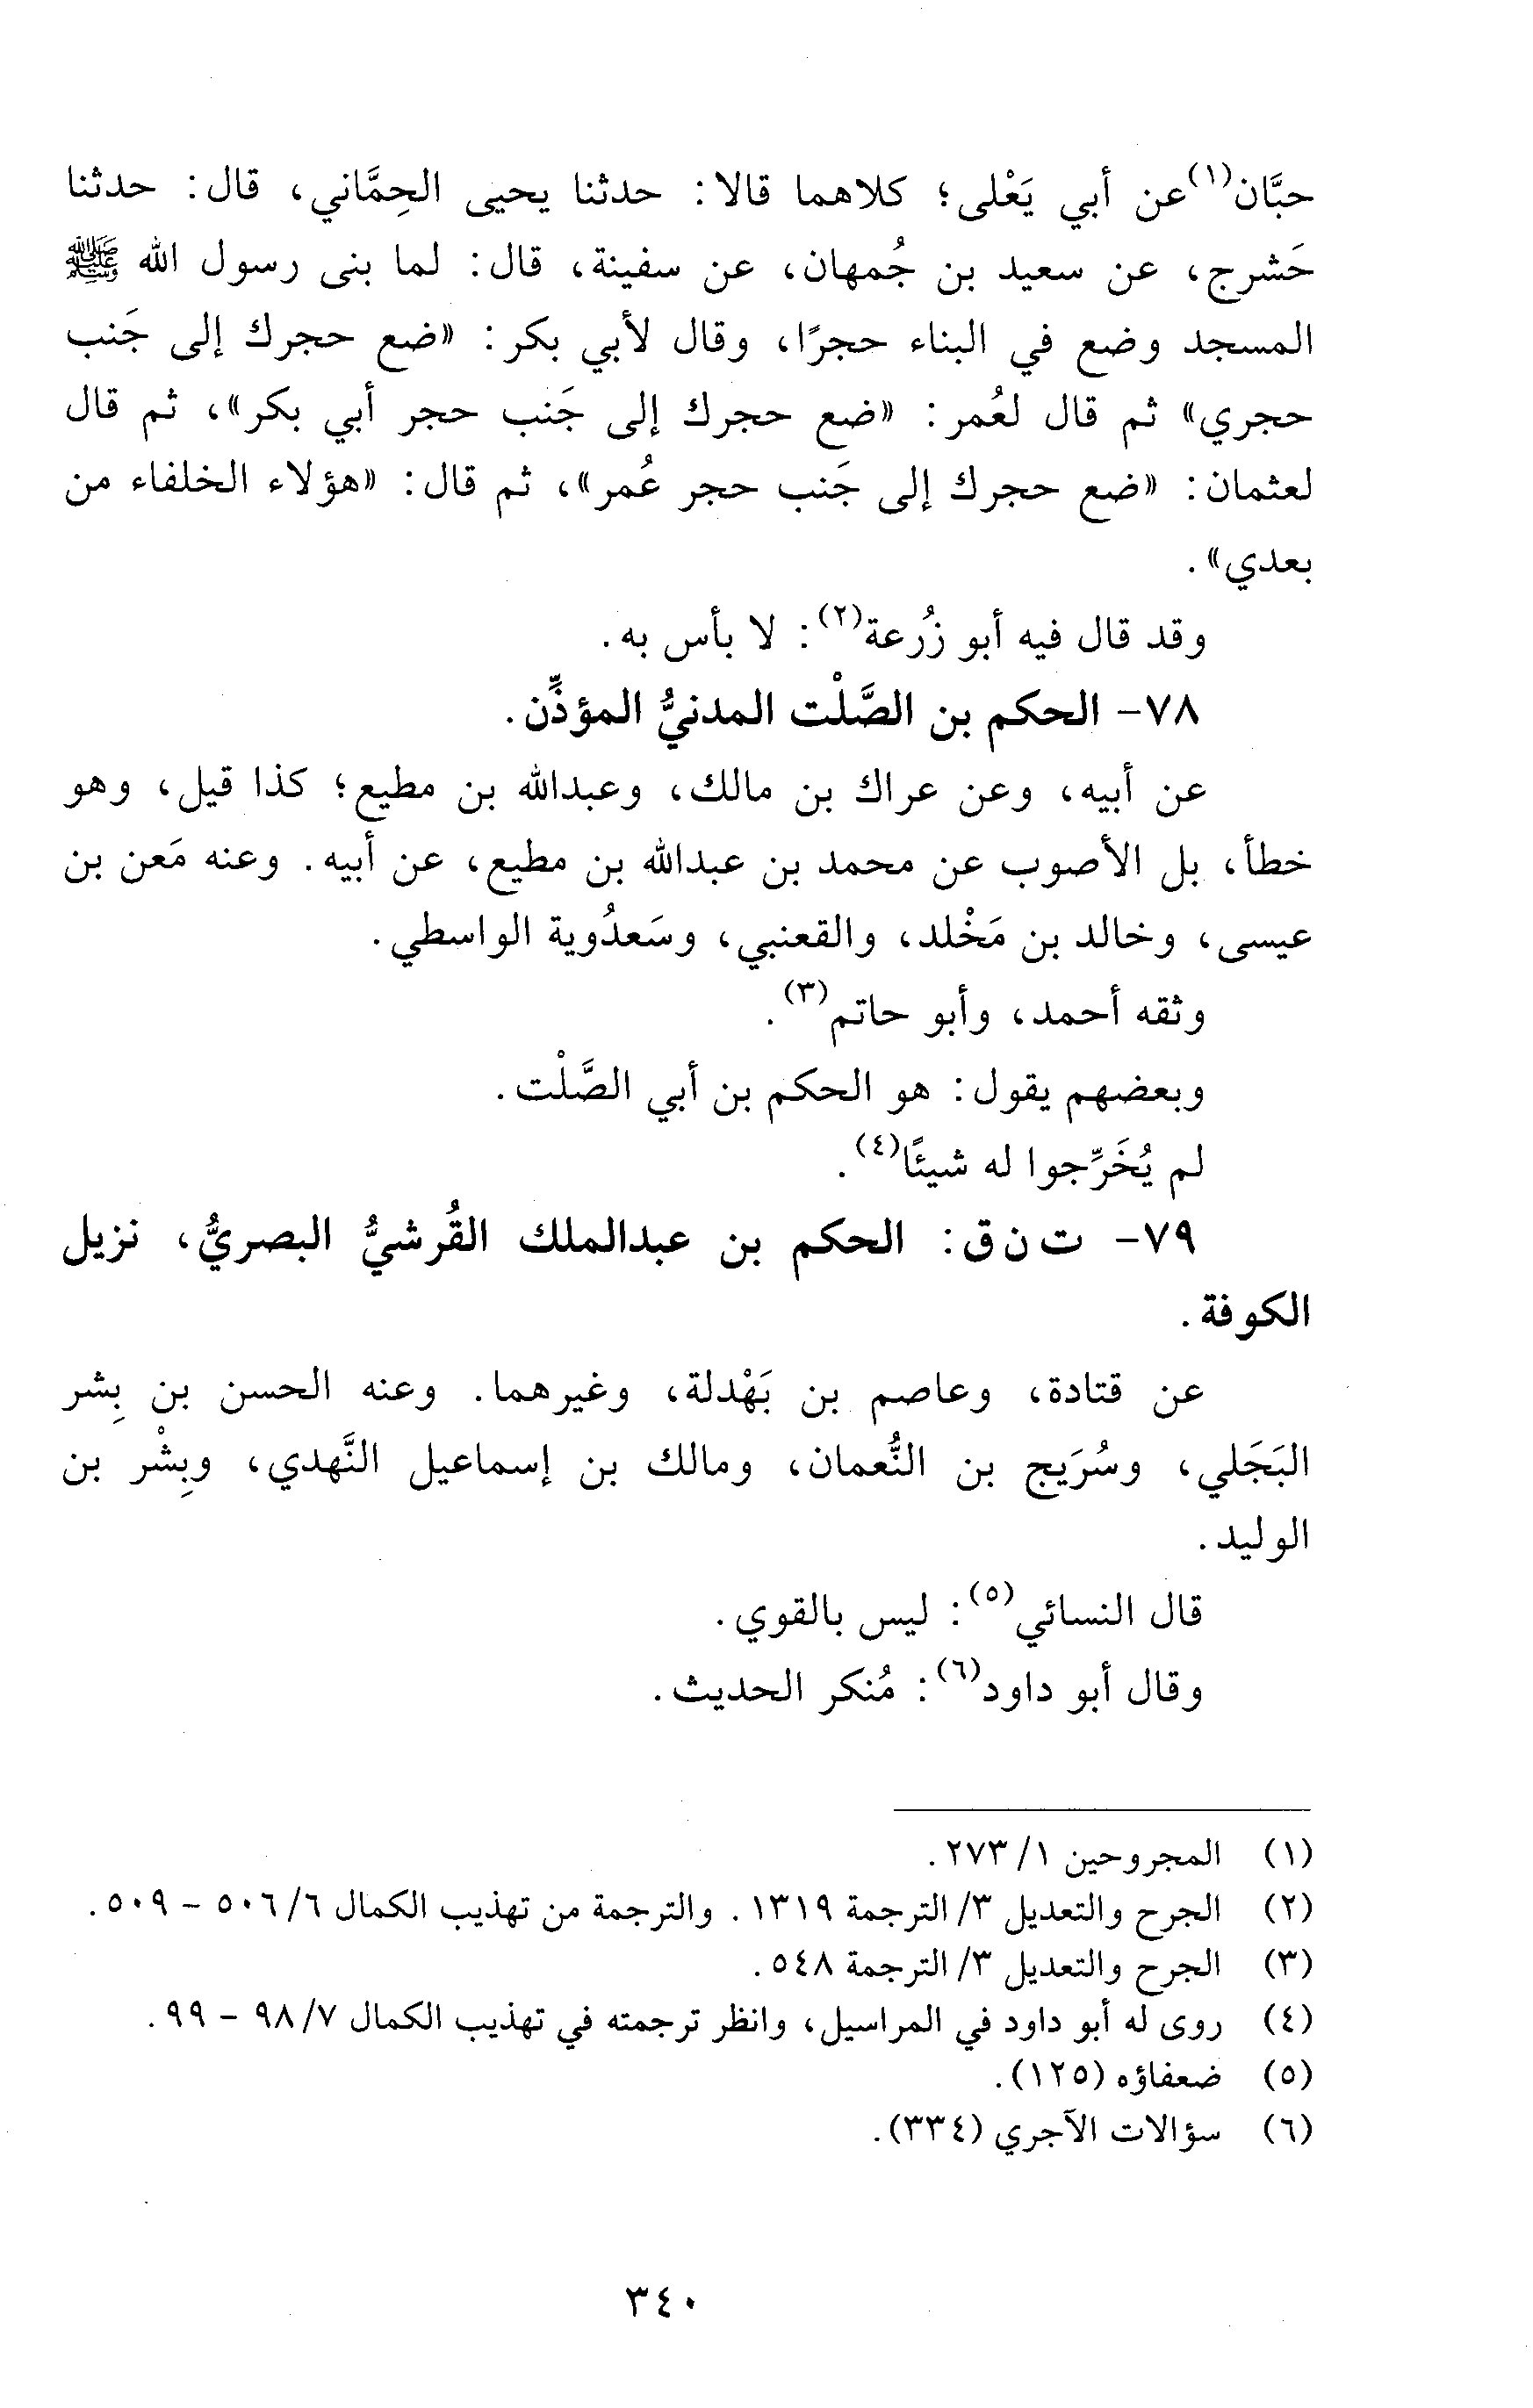 حبَّان(١)عن أبي يَعْلى؛ كلاهما قالا: حدثنا يحيى الحِمَّاني، قال: حدثنا
حَشرج، عن سعيد بن جُمهان، عن سفينة، قال: لما بنى رسول الله ﷺ
المسجد وضع في البناء حجرًا، وقال لأبي بكر: «ضع حجرك إلى جَنب
حجري» ثم قال لعُمر: «ضع حجرك إلى جَنب حجر أبي بكر»، ثم قال
لعثمان: «ضع حجرك إلى جَنب حجر عُمر»، ثم قال: «هؤلاء الخلفاء من
بعدي».
وقد قال فيه أبو زُرعة(٢): لا بأس به.
٧٨- الحكم بن الصَّلْت المدنيُّ المؤذِّن.
عن أبيه، وعن عراك بن مالك، وعبدالله بن مطيع؛ كذا قيل، وهو
خطأ، بل الأصوب عن محمد بن عبدالله بن مطيع، عن أبيه. وعنه مَعن بن
عيسى، وخالد بن مَخْلد، والقعنبي، وسَعدُوية الواسطي.
وثقه أحمد، وأبو حاتم(٣).
وبعضهم يقول: هو الحكم بن أبي الصَّلْت.
لم يُخَرِّجوا له شيئًا(٤).
٧٩- ت ن ق: الحكم بن عبدالملك القُرشيُّ البصريُّ، نزيل
الكوفة.
عن قتادة، وعاصم بن بَهْدلة، وغيرهما. وعنه الحسن بن بِشر
البَجَلي، وسُرَيج بن النُّعمان، ومالك بن إسماعيل النَّهدي، وبِشْر بن
الوليد.
قال النسائي(٥): ليس بالقوي.
وقال أبو داود(٦): مُنكر الحديث.
(١) المجروحين ١/ ٢٧٣.
(٢) الجرح والتعديل ٣/ الترجمة ١٣١٩. والترجمة من تهذيب الكمال ٦/ ٥٠٦ - ٥٠٩.
(٣) الجرح والتعديل ٣/ الترجمة ٥٤٨.
(٤) روى له أبو داود في المراسيل، وانظر ترجمته في تهذيب الكمال ٧/ ٩٨ - ٩٩.
(٥) ضعفاؤه (١٢٥).
(٦) سؤالات الآجري (٣٣٤).
٣٤٠